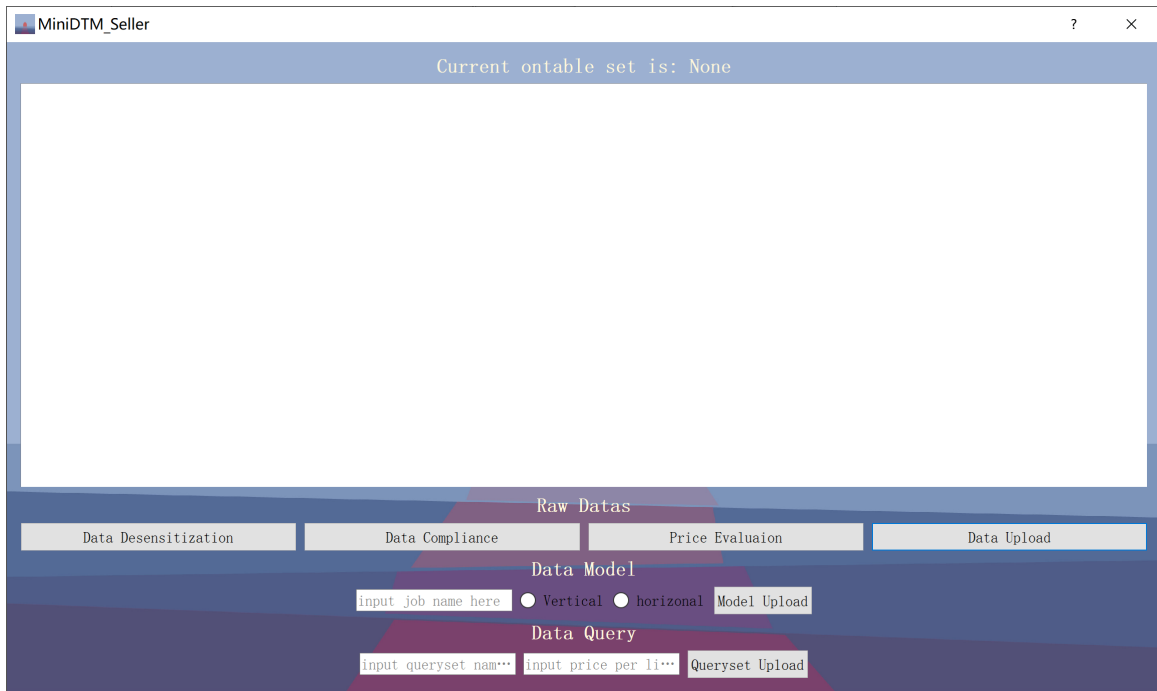 MiniDTM_Seller ?
Current ontable set is: None
Raw Datas
Data Desensitization Data Compliance Price Evaluaion Data Upload
Data Model
input job name here Vertical horizonal Model Upload
Data Query
input queryset nam… input price per li… Queryset Upload